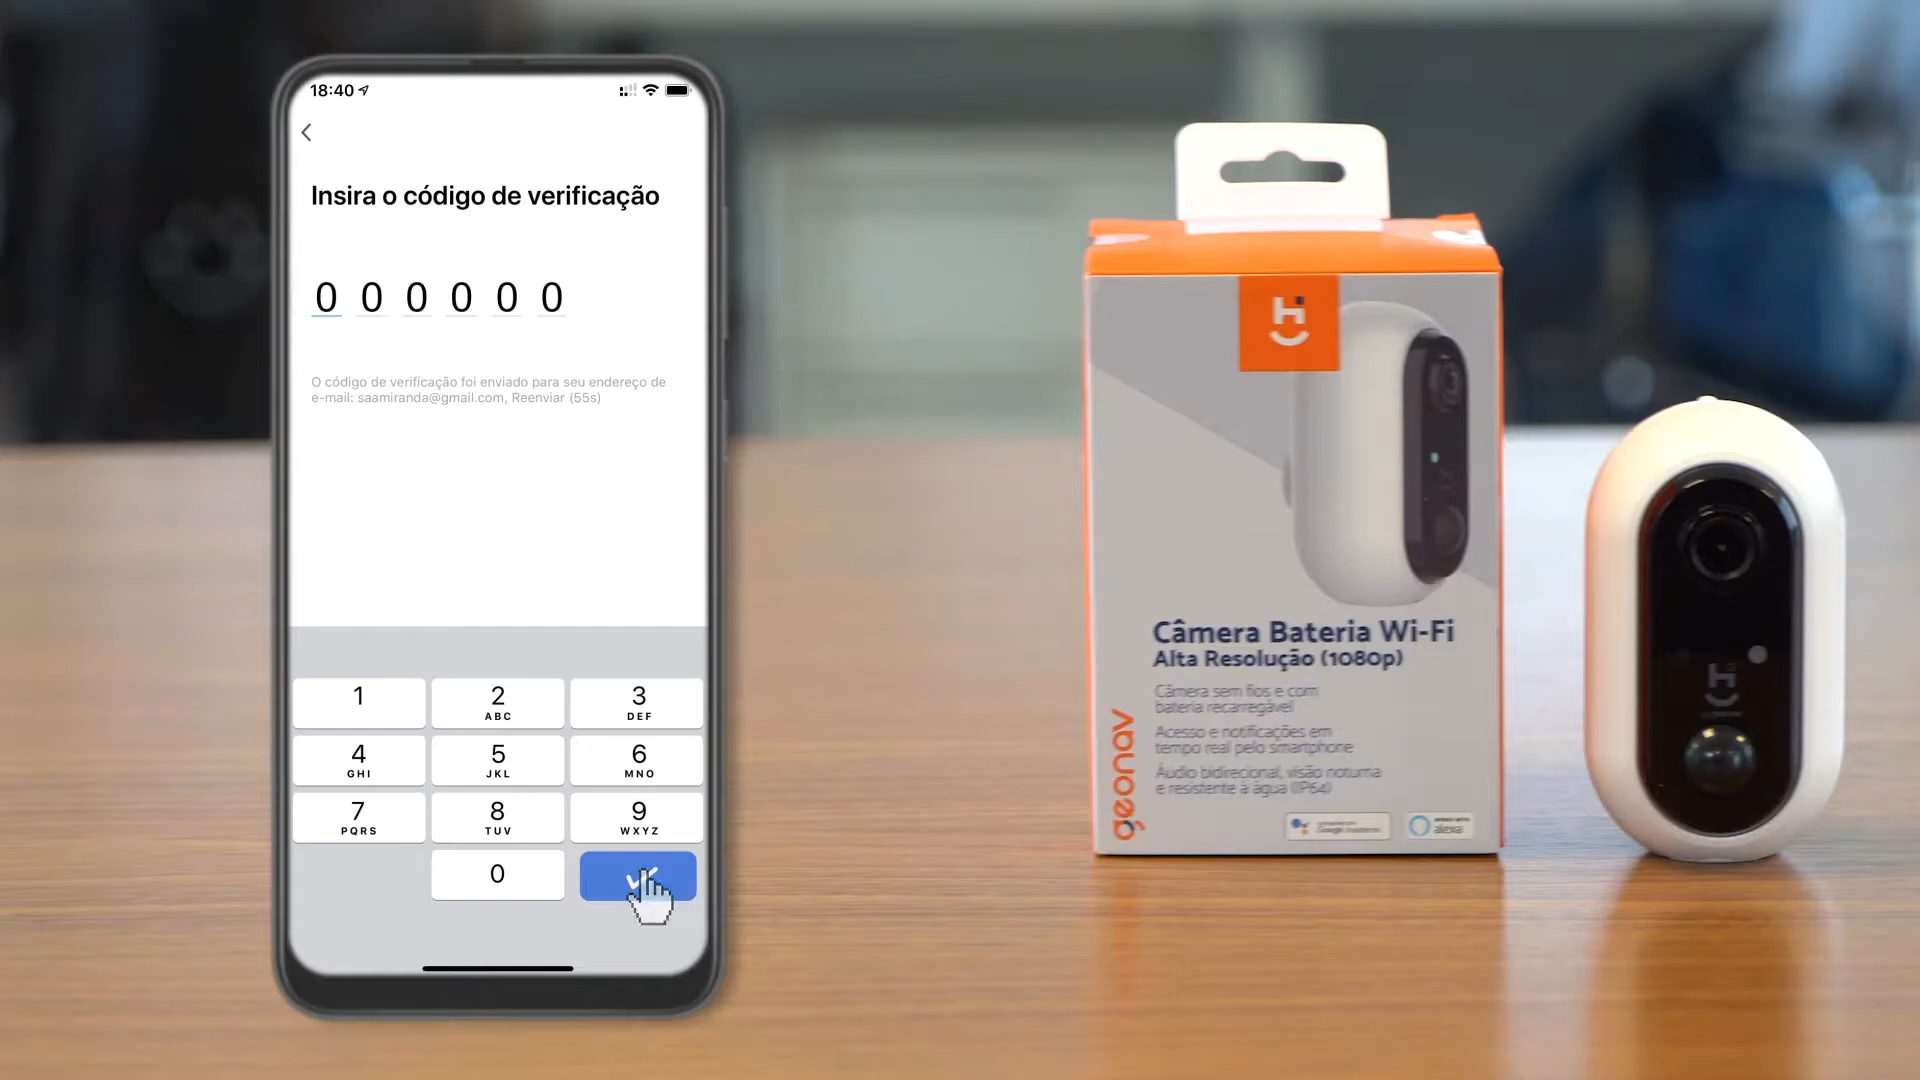 18:40
Insira o código de verificação
0 0 0 0 0 0
O código de verificação foi enviado para seu endereço de
e-mail: saamiranda@gmail.com, Reenviar (55s)
1
2
ABC
3
DEF
4
GHI
5
JKL
6
MNO
7
PQRS
8
TUV
9
WXYZ
0
H
geonav
Câmera Bateria Wi-Fi
Alta Resolução (1080p)
Câmera sem fios e com
bateria recarregável
Acesso e notificações em
tempo real pelo smartphone
Áudio bidirecional, visão noturna
e resistente à água (IP64)
Google Assistente
alexa
H